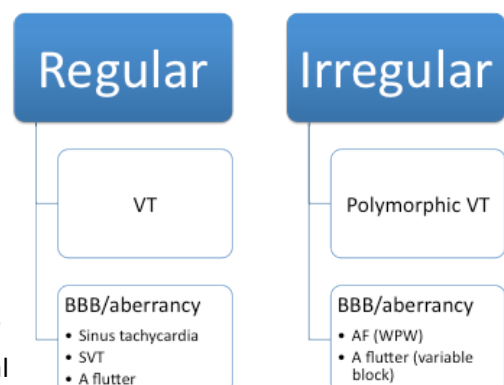 Regular
VT
BBB/aberrancy
• Sinus tachycardia
• SVT
• A flutter
Irregular
Polymorphic VT
BBB/aberrancy
• AF (WPW)
• A flutter (variable
block)